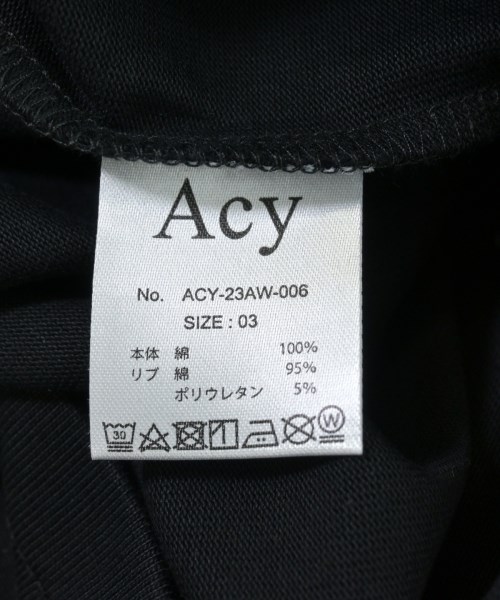 Acy
No. ACY-23AW-006
SIZE : 03
本体 綿 100%
リブ 綿 95%
ポリウレタン 5%
30 W